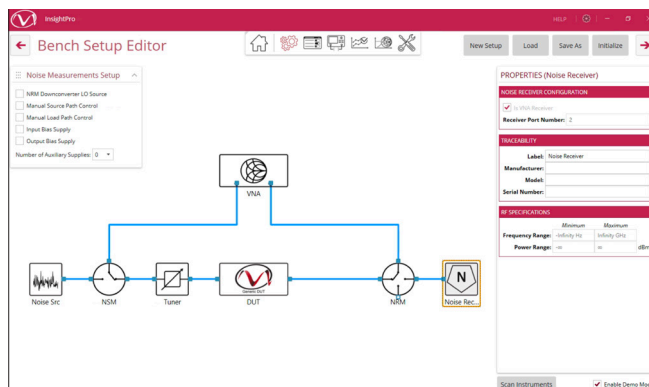 InsightPro
HELP
Bench Setup Editor
New Setup
Load
Save As
Initialize
Noise Measurements Setup
NRM Downconverter LO Source
Manual Source Path Control
Manual Load Path Control
Input Bias Supply
Output Bias Supply
Number of Auxiliary Supplies: 0
VNA
Noise Src
NSM
Tuner
Generic DUT
DUT
NRM
N
Noise Rec...
PROPERTIES (Noise Receiver)
NOISE RECEIVER CONFIGURATION
Is VNA Receiver
Receiver Port Number: 2
TRACEABILITY
Label: Noise Receiver
Manufacturer:
Model:
Serial Number:
RF SPECIFICATIONS
Minimum Maximum
Frequency Range: -Infinity Hz Infinity GHz
Power Range: -∞ ∞ dBm
Scan Instruments
Enable Demo Mod